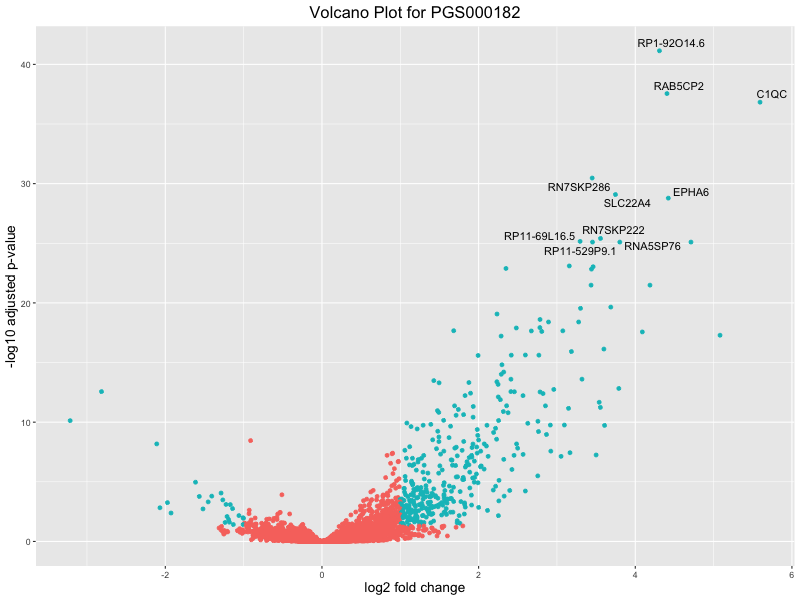 Volcano Plot for PGS000182
RP1-92O14.6
40
RAB5CP2
C1QC
30
RN7SKP286
EPHA6
SLC22A4
RN7SKP222
RP11-69L16.5
RNA5SP76
RP11-529P9.1
-log10 adjusted p-value
20
10
0
-2
0
2
4
6
log2 fold change